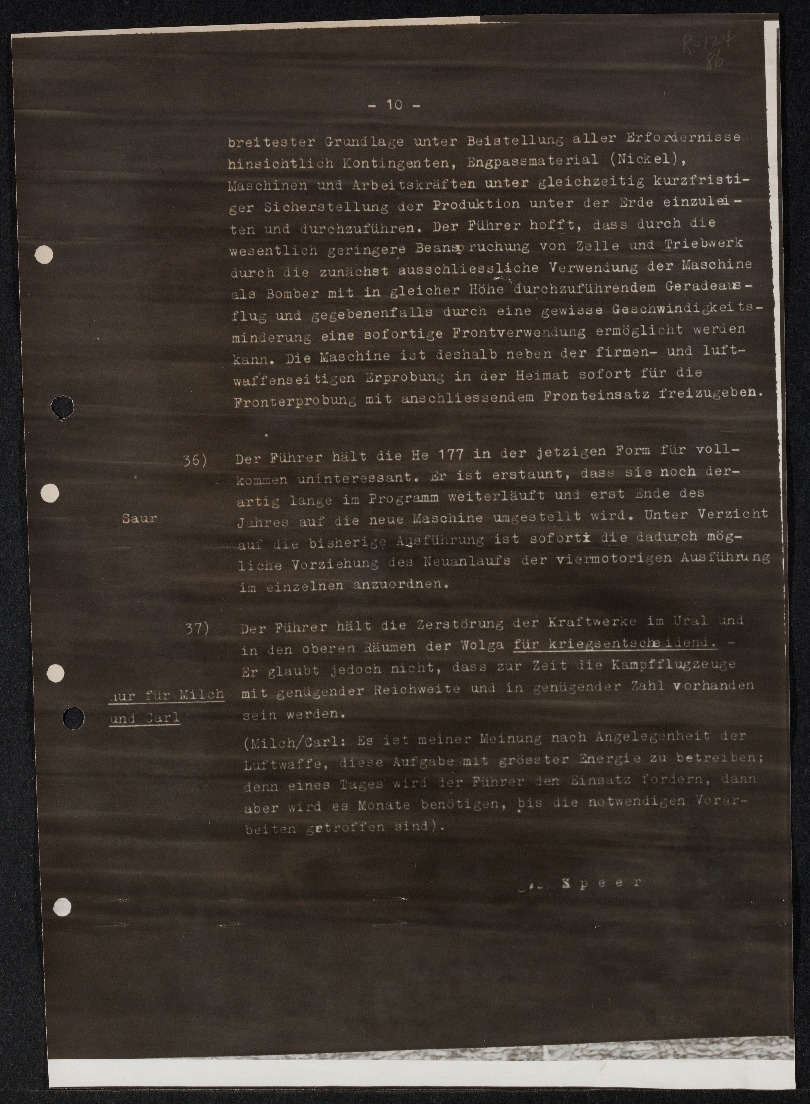 R-124
86
- 10 -
breitester Grundlage unter Beistellung aller Erfordernisse
hinsichtlich Kontingenten, Engpassmaterial (Nickel),
Maschinen und Arbeitskräften unter gleichzeitig kurzfristi-
ger Sicherstellung der Produktion unter der Erde einzulei-
ten und durchzuführen. Der Führer hofft, dass durch die
wesentlich geringere Beanspruchung von Zelle und Triebwerk
durch die zunächst ausschliessliche Verwendung der Maschine
als Bomber mit in gleicher Höhe durchzuführendem Geradeaus-
flug und gegebenenfalls durch eine gewisse Geschwindigkeits-
minderung eine sofortige Frontverwendung ermöglicht werden
kann. Die Maschine ist deshalb neben der firmen- und luft-
waffenseitigen Erprobung in der Heimat sofort für die
Fronterprobung mit anschliessendem Fronteinsatz freizugeben.
36) Der Führer hält die He 177 in der jetzigen Form für voll-
kommen uninteressant. Er ist erstaunt, dass sie noch der-
artig lange im Programm weiterläuft und erst Ende des
Saur Jahres auf die neue Maschine umgestellt wird. Unter Verzicht
auf die bisherige Ausführung ist sofort die dadurch mög-
liche Vorziehung des Neuanlaufs der viermotorigen Ausführung
im einzelnen anzuordnen.
37) Der Führer hält die Zerstörung der Kraftwerke im Ural und
in den oberen Räumen der Wolga für kriegsentscheidend. -
Er glaubt jedoch nicht, dass zur Zeit die Kampfflugzeuge
nur für Milch mit genügender Reichweite und in genügender Zahl vorhanden
und Carl sein werden.
(Milch/Carl: Es ist meiner Meinung nach Angelegenheit der
Luftwaffe, diese Aufgabe mit grösster Energie zu betreiben;
denn eines Tages wird der Führer den Einsatz fordern, dann
aber wird es Monate benötigen, bis die notwendigen Vorar-
beiten getroffen sind).
Speer